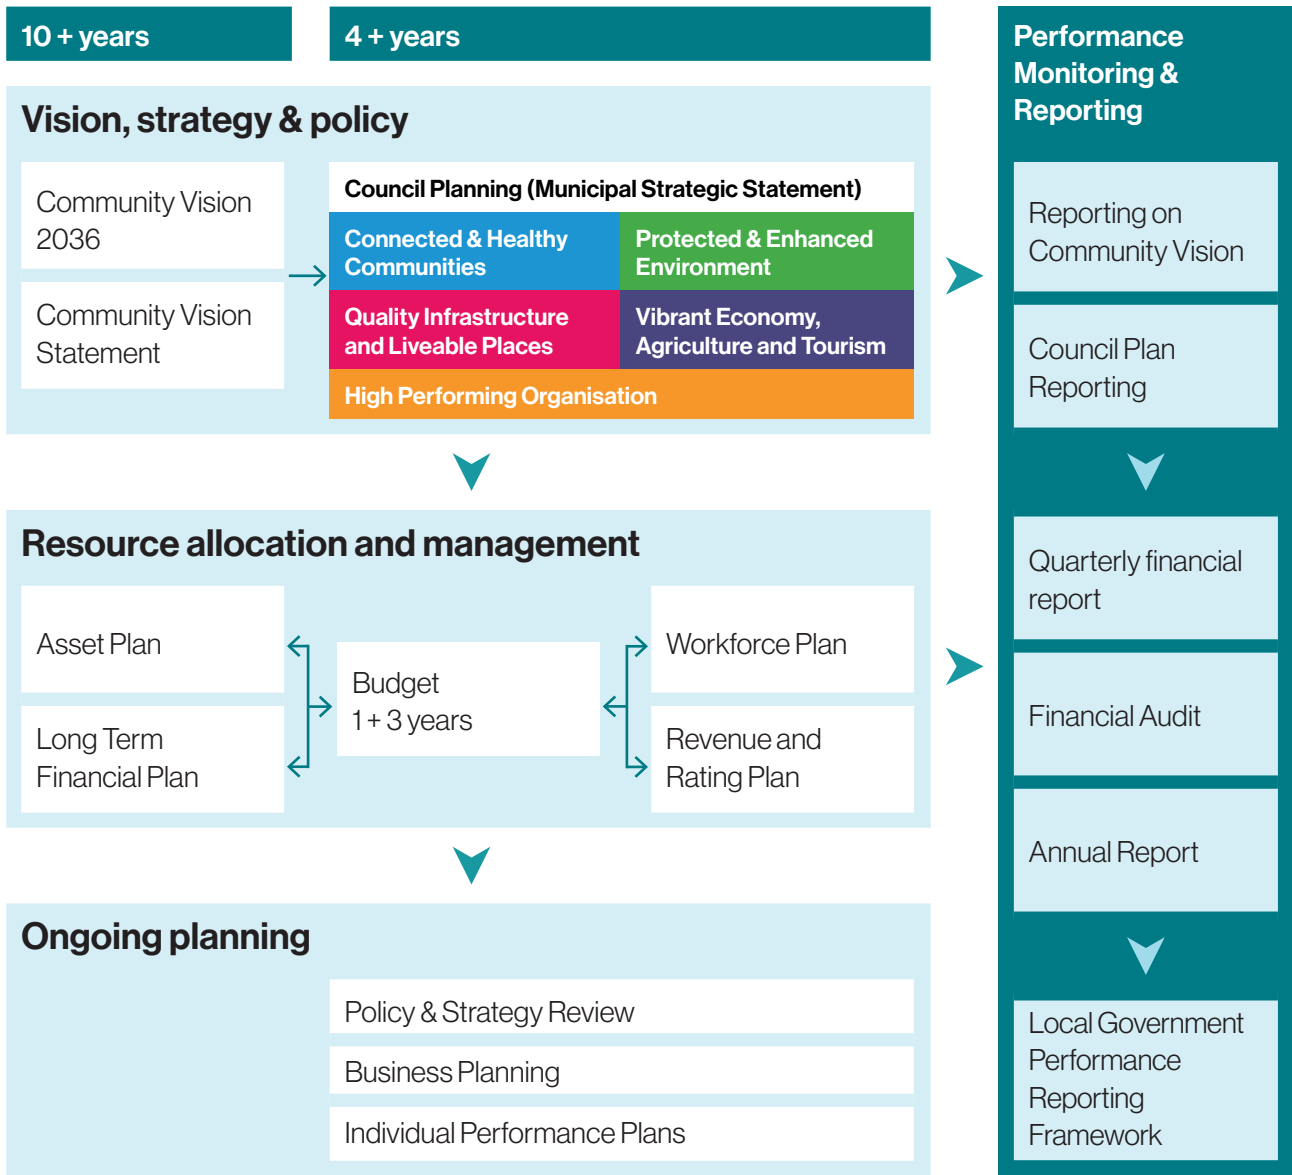 10 + years
4 + years
Vision, strategy & policy
Community Vision
2036
Community Vision
Statement
Council Planning (Municipal Strategic Statement)
Connected & Healthy
Communities
Protected & Enhanced
Environment
Quality Infrastructure
and Liveable Places
Vibrant Economy,
Agriculture and Tourism
High Performing Organisation
Resource allocation and management
Asset Plan
Long Term
Financial Plan
Budget
1 + 3 years
Workforce Plan
Revenue and
Rating Plan
Ongoing planning
Policy & Strategy Review
Business Planning
Individual Performance Plans
Performance
Monitoring &
Reporting
Reporting on
Community Vision
Council Plan
Reporting
Quarterly financial
report
Financial Audit
Annual Report
Local Government
Performance
Reporting
Framework